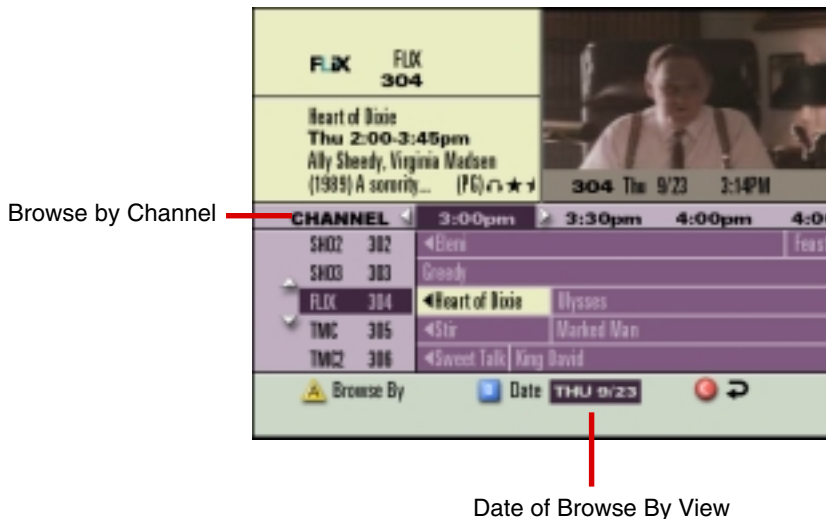 FLiX FLIX
304
Heart of Dixie
Thu 2:00-3:45pm
Ally Sheedy, Virginia Madsen
(1989) A sorority... (PG)
304 Thu 9/23 3:14PM
Browse by Channel
CHANNEL 3:00pm 3:30pm 4:00pm 4:0
SHO2 302 Eleni Feast
SHO3 303 Greedy
FLIX 304 Heart of Dixie Ulysses
TMC 305 Stir Marked Man
TMC2 306 Sweet Talk King David
A Browse By B Date THU 9/23 C
Date of Browse By View